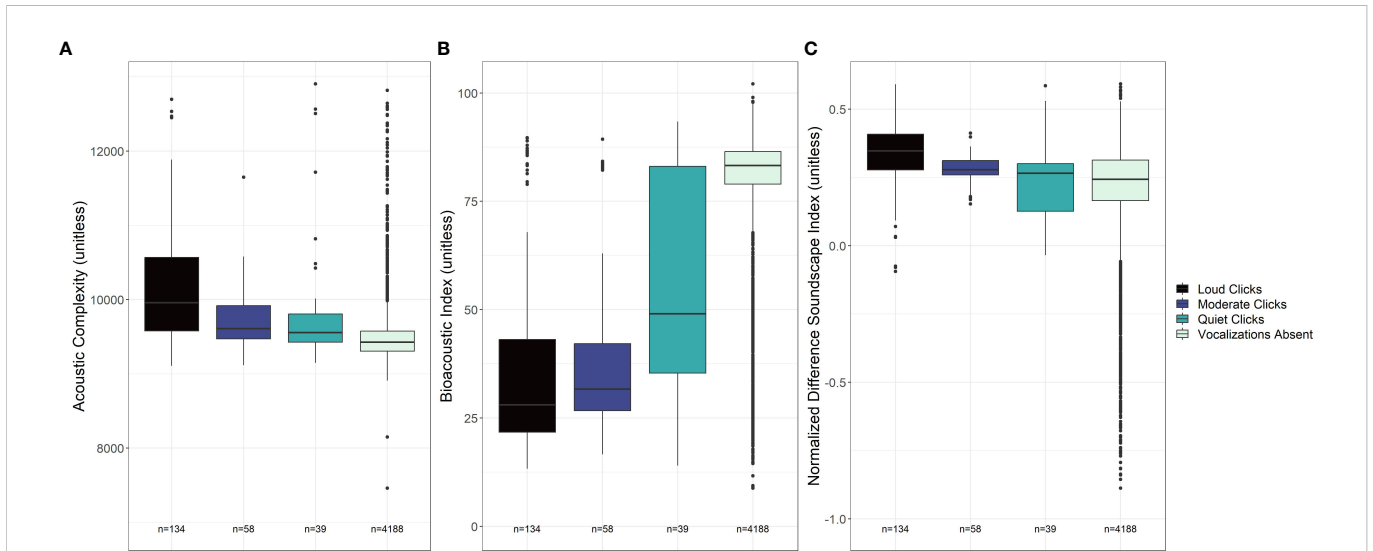 A
B
C
Acoustic Complexity (unitless)
12000
10000
8000
n=134
n=58
n=39
n=4188
Bioacoustic Index (unitless)
100
75
50
25
0
n=134
n=58
n=39
n=4188
Normalized Difference Soundscape Index (unitless)
0.5
0.0
-0.5
-1.0
n=134
n=58
n=39
n=4188
Loud Clicks
Moderate Clicks
Quiet Clicks
Vocalizations Absent